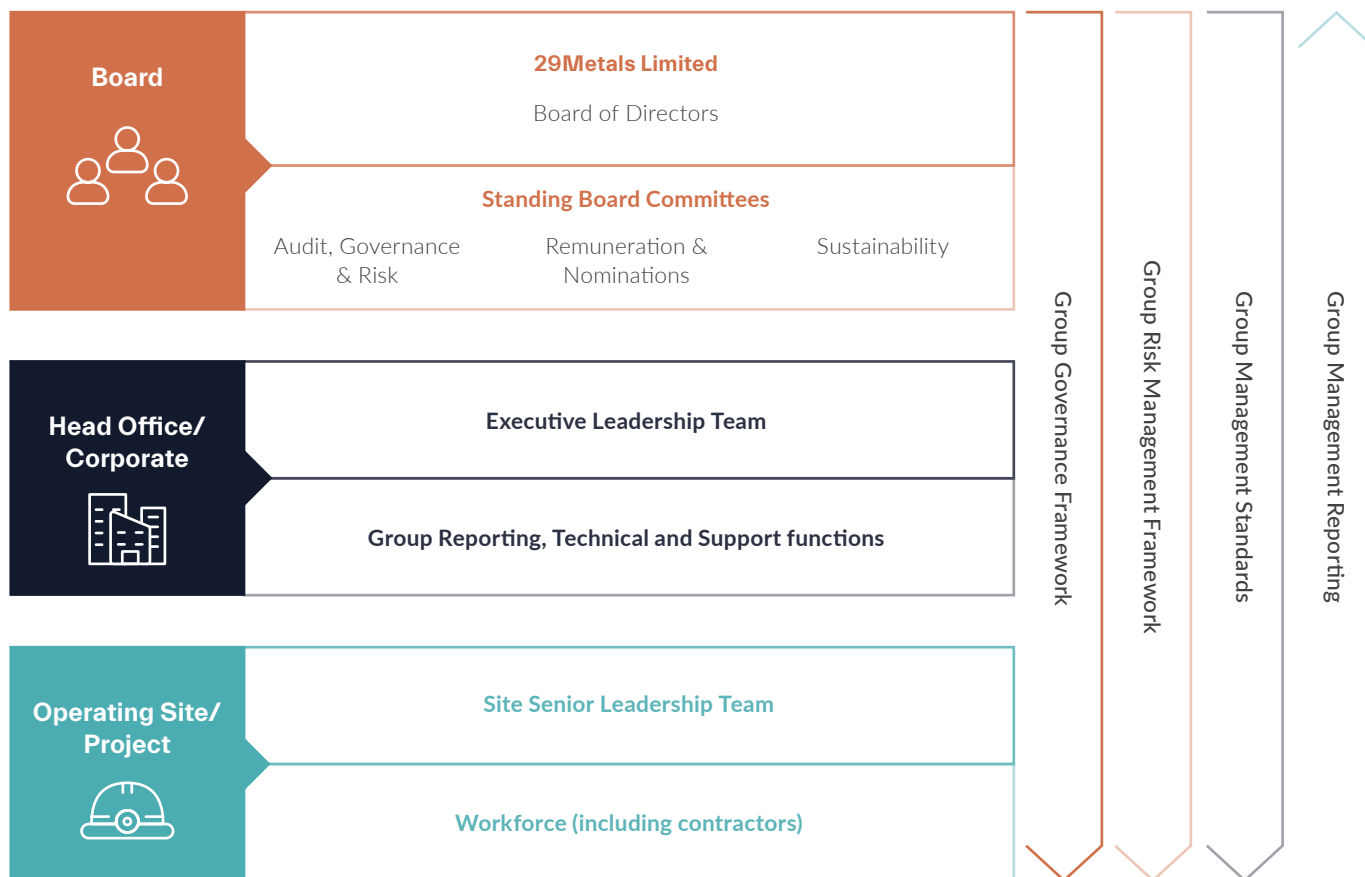 Board
29Metals Limited
Board of Directors
Standing Board Committees
Audit, Governance
& Risk
Remuneration &
Nominations
Sustainability
Head Office/
Corporate
Executive Leadership Team
Group Reporting, Technical and Support functions
Operating Site/
Project
Site Senior Leadership Team
Workforce (including contractors)
Group Governance Framework
Group Risk Management Framework
Group Management Standards
Group Management Reporting